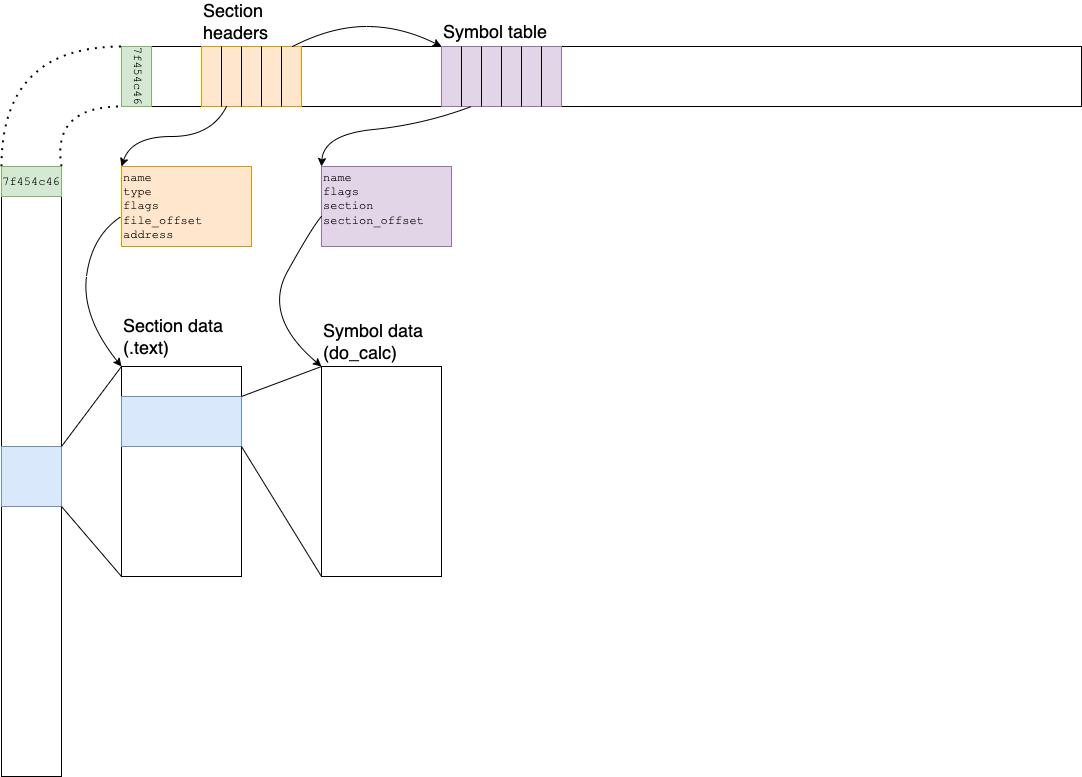 Section
headers
Symbol table
7f454c46
7f454c46
name
type
flags
file_offset
address
name
flags
section
section_offset
Section data
(.text)
Symbol data
(do_calc)